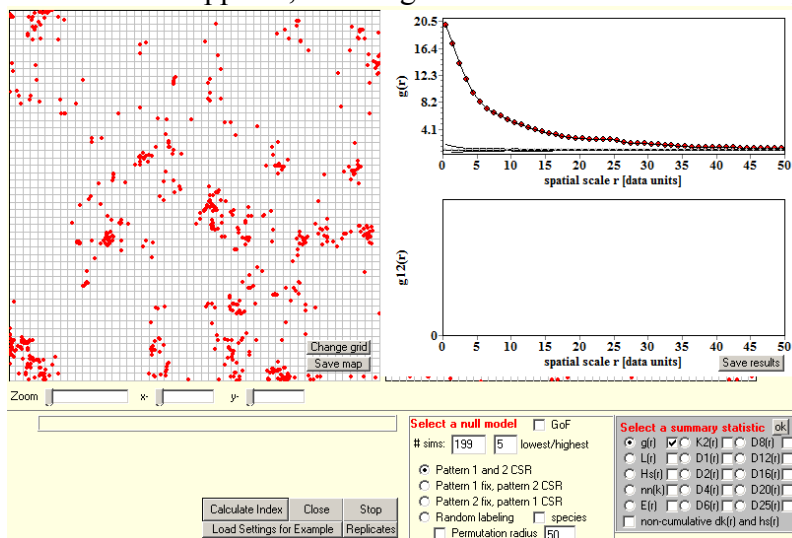 20.5
16.4
12.3
8.2
4.1
g(r)
0 5 10 15 20 25 30 35 40 45 50
spatial scale r [data units]
g12(r)
0
0 5 10 15 20 25 30 35 40 45 50
spatial scale r [data units]
Save results
Change grid
Save map
Zoom x- y-
Select a null model GoF
# sims: 199 5 lowest/highest
Pattern 1 and 2 CSR
Pattern 1 fix, pattern 2 CSR
Pattern 2 fix, pattern 1 CSR
Random labeling species
Permutation radius 50
Select a summary statistic ok
g(r) K2(r) D8(r)
L(r) D1(r) D12(r)
Hs(r) D2(r) D16(r)
nn(k) D4(r) D20(r)
E(r) D6(r) D25(r)
non-cumulative dk(r) and hs(r)
Calculate Index Close Stop
Load Settings for Example Replicates